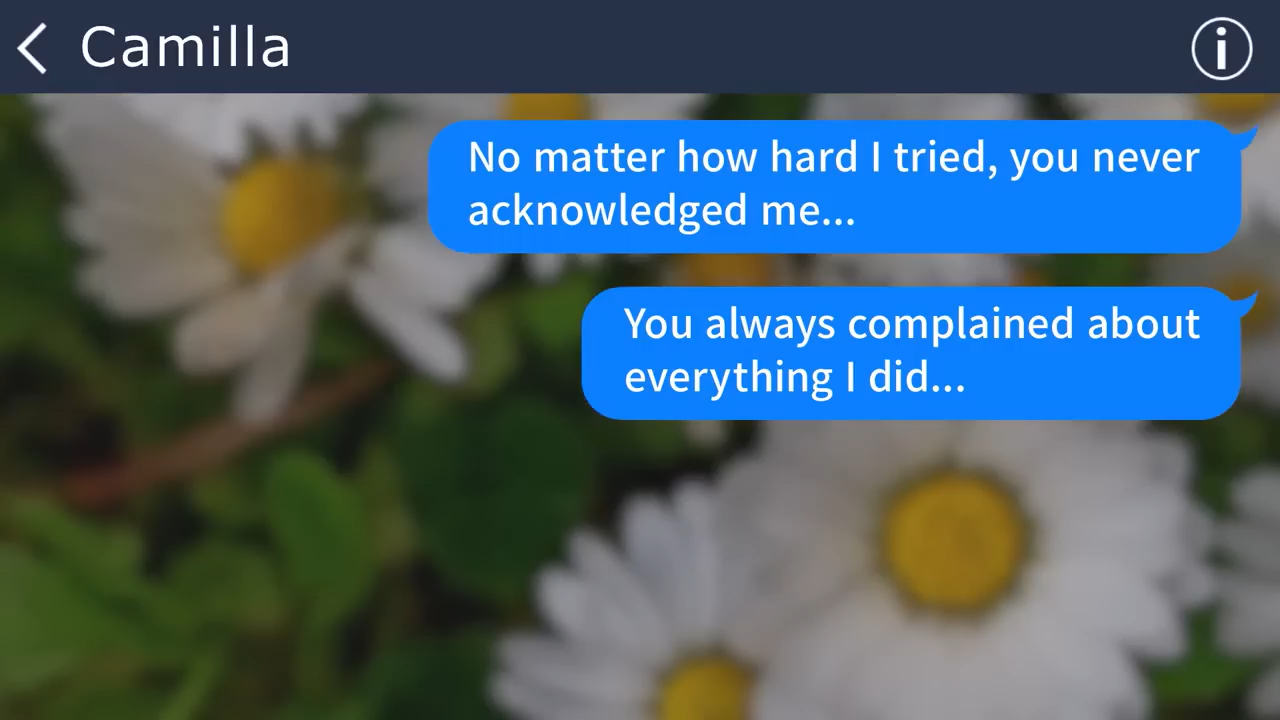 Camilla
No matter how hard I tried, you never
acknowledged me...
You always complained about
everything I did...